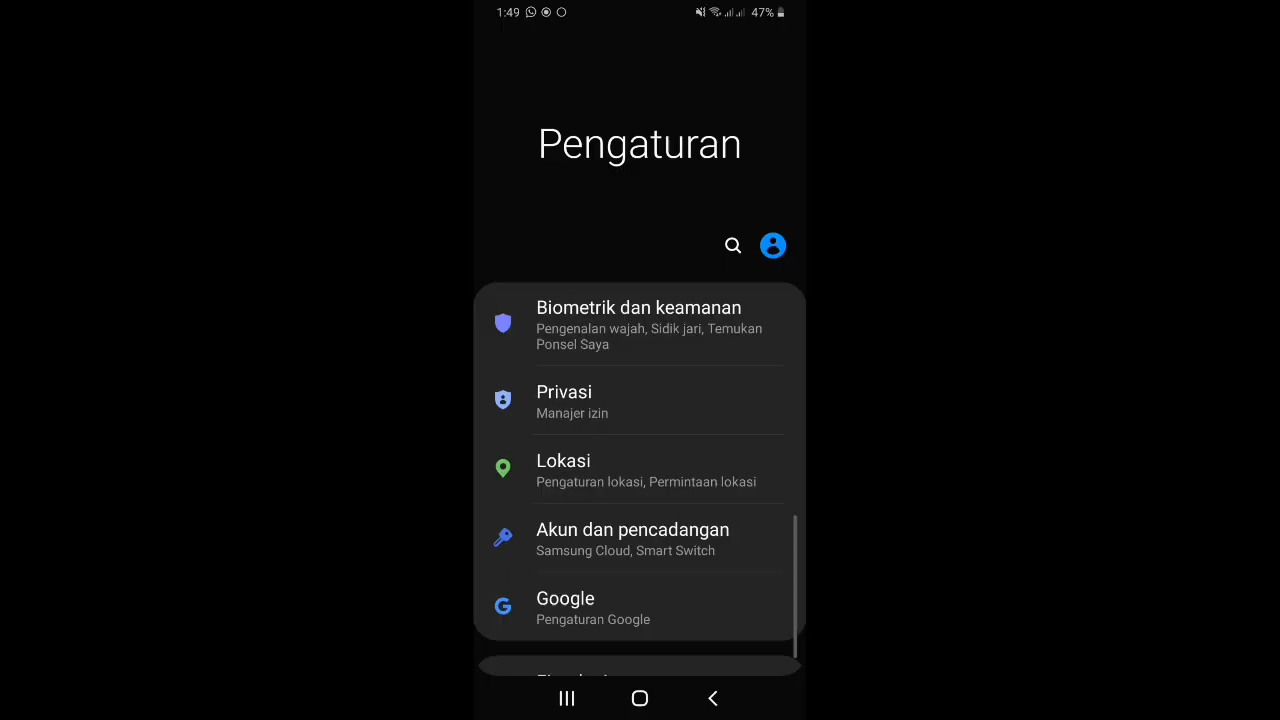 1:49
47%
Pengaturan
Biometrik dan keamanan
Pengenalan wajah, Sidik jari, Temukan
Ponsel Saya
Privasi
Manajer izin
Lokasi
Pengaturan lokasi, Permintaan lokasi
Akun dan pencadangan
Samsung Cloud, Smart Switch
Google
Pengaturan Google